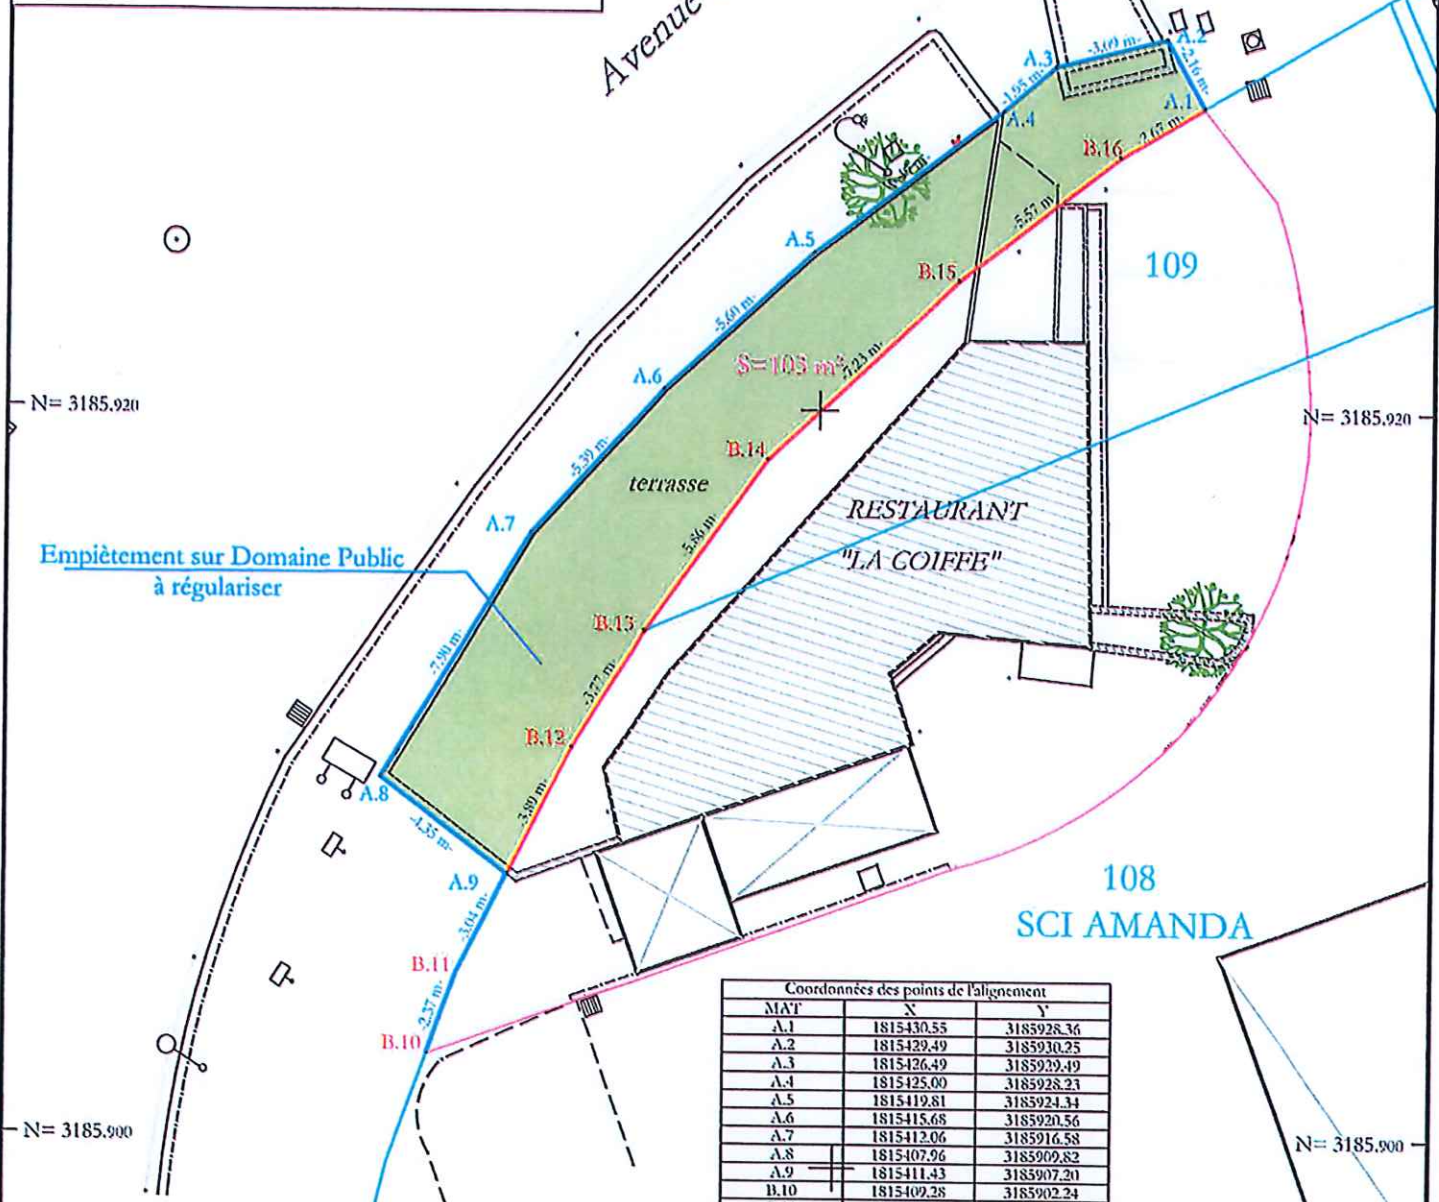 Avenue
A.3
-3.09 m-
A.2
-2.16 m-
-1.95 m-
A.4
A.1
-2.67 m-
B.16
A.5
-5.57 m-
B.15
109
-5.60 m-
S=103 m²
-7.23 m-
A.6
N= 3185.920
N= 3185.920
-5.39 m-
B.14
terrasse
A.7
RESTAURANT
"LA COIFFE"
-5.86 m-
Empiètement sur Domaine Public
à régulariser
B.13
-7.90 m-
-3.77 m-
B.12
A.8
-3.89 m-
-4.35 m-
A.9
108
SCI AMANDA
-3.04 m-
B.11
-2.37 m-
B.10
Coordonnées des points de l'alignement
MAT X Y
A.1 1815430.55 3185928.36
A.2 1815429.49 3185930.25
A.3 1815426.49 3185929.49
A.4 1815425.00 3185928.23
A.5 1815419.81 3185924.34
A.6 1815415.68 3185920.56
A.7 1815412.06 3185916.58
A.8 1815407.96 3185909.82
A.9 1815411.43 3185907.20
B.10 1815409.28 3185902.24
N= 3185.900
N= 3185.900